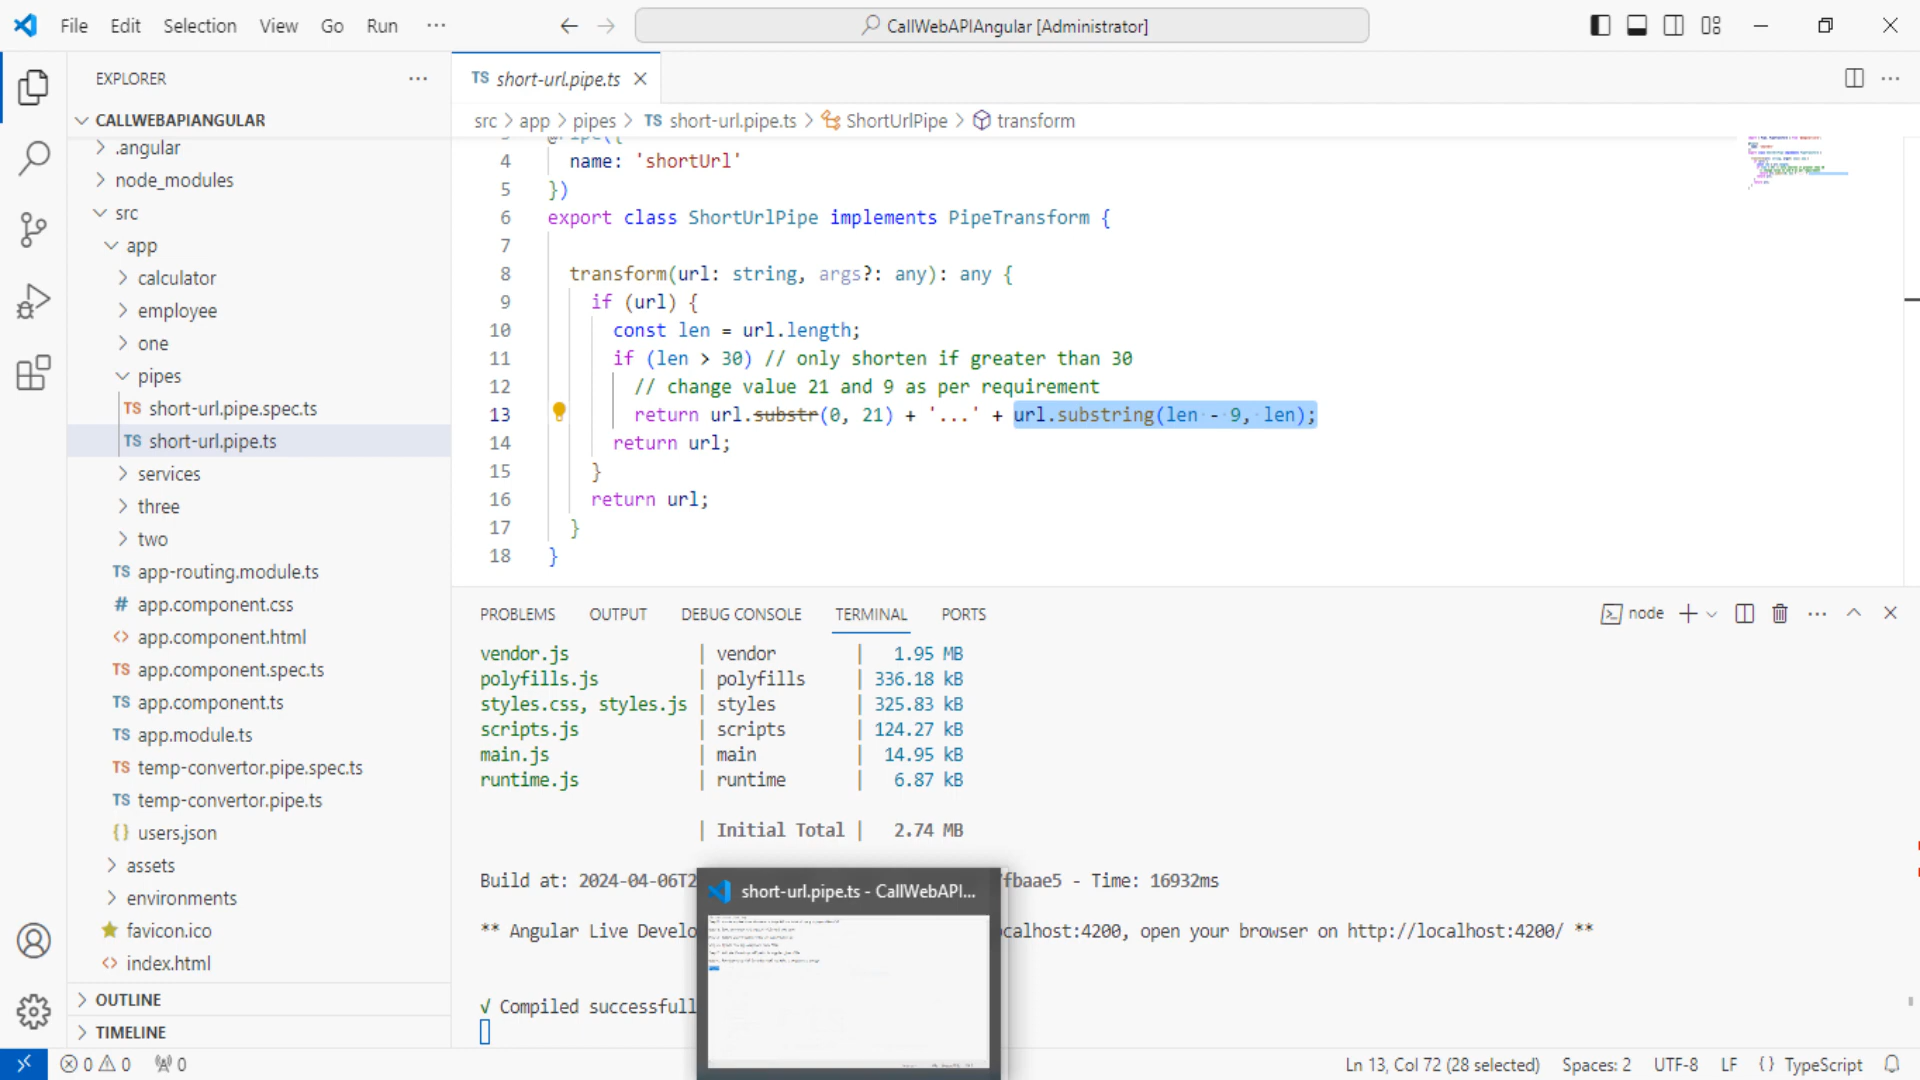 File Edit Selection View Go Run ···
CallWebAPIAngular [Administrator]
EXPLORER
CALLWEBAPIANGULAR
.angular
node_modules
src
app
calculator
employee
one
pipes
TS short-url.pipe.spec.ts
TS short-url.pipe.ts
services
three
two
TS app-routing.module.ts
# app.component.css
<> app.component.html
TS app.component.spec.ts
TS app.component.ts
TS app.module.ts
TS temp-convertor.pipe.spec.ts
TS temp-convertor.pipe.ts
{} users.json
assets
environments
favicon.ico
<> index.html
OUTLINE
TIMELINE
TS short-url.pipe.ts
src > app > pipes > TS short-url.pipe.ts > ShortUrlPipe > transform
3 @Pipe({
4 name: 'shortUrl'
5 })
6 export class ShortUrlPipe implements PipeTransform {
7
8 transform(url: string, args?: any): any {
9 if (url) {
10 const len = url.length;
11 if (len > 30) // only shorten if greater than 30
12 // change value 21 and 9 as per requirement
13 return url.substr(0, 21) + '...' + url.substring(len - 9, len);
14 return url;
15 }
16 return url;
17 }
18 }
PROBLEMS OUTPUT DEBUG CONSOLE TERMINAL PORTS
node
vendor.js | vendor | 1.95 MB
polyfills.js | polyfills | 336.18 kB
styles.css, styles.js | styles | 325.83 kB
scripts.js | scripts | 124.27 kB
main.js | main | 14.95 kB
runtime.js | runtime | 6.87 kB
| Initial Total | 2.74 MB
Build at: 2024-04-06T2 fbaae5 - Time: 16932ms
** Angular Live Develo ocalhost:4200, open your browser on http://localhost:4200/ **
√ Compiled successfull
short-url.pipe.ts - CallWebAPI...
0 0 0
Ln 13, Col 72 (28 selected) Spaces: 2 UTF-8 LF {} TypeScript